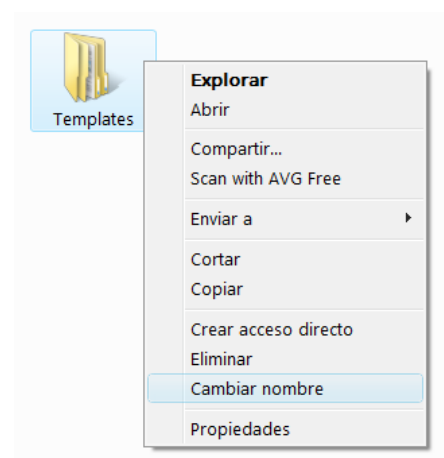 Templates
Explorar
Abrir
Compartir...
Scan with AVG Free
Enviar a
Cortar
Copiar
Crear acceso directo
Eliminar
Cambiar nombre
Propiedades